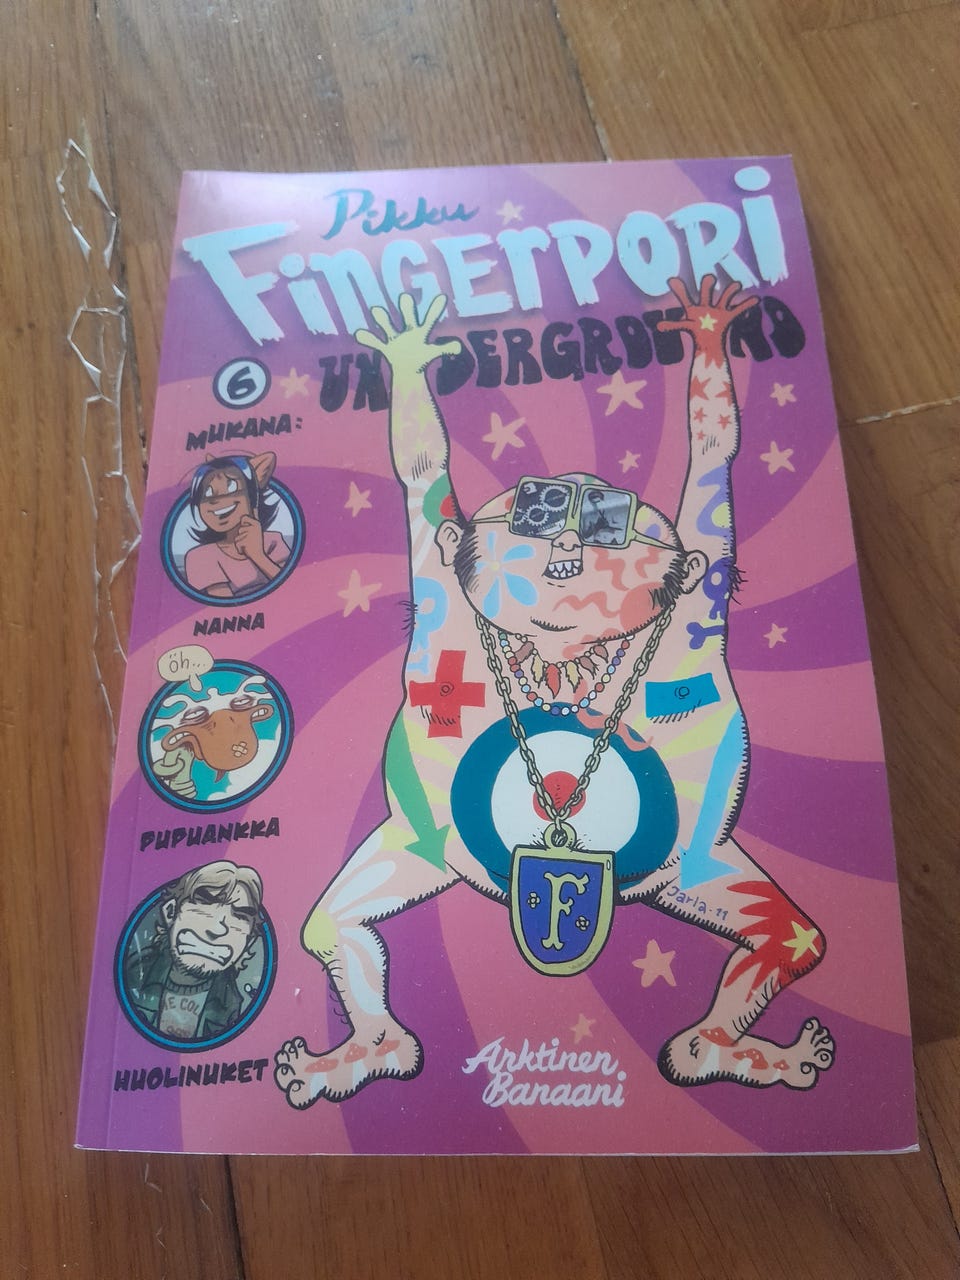 Pikku
FINGERPORI
UNDERGROUND
6
MUKANA:
NANNA
Öh...
PUPUANKKA
HUOLINUKET
F
Jarla-11
Arktinen
Banaani